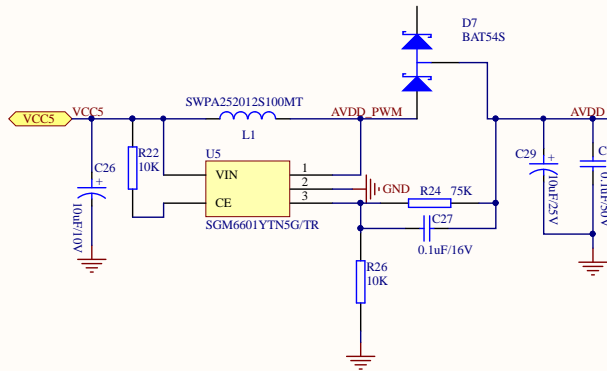 D7
BAT54S
SWPA252012S100MT
VCC5
VCC5
AVDD_PWM
AVDD
L1
R22
10K
U5
VIN
CE
1
2
3
GND
SGM6601YTN5G/TR
C26
+
10uF/10V
R24
75K
C27
0.1uF/16V
R26
10K
C29
+
10uF/25V